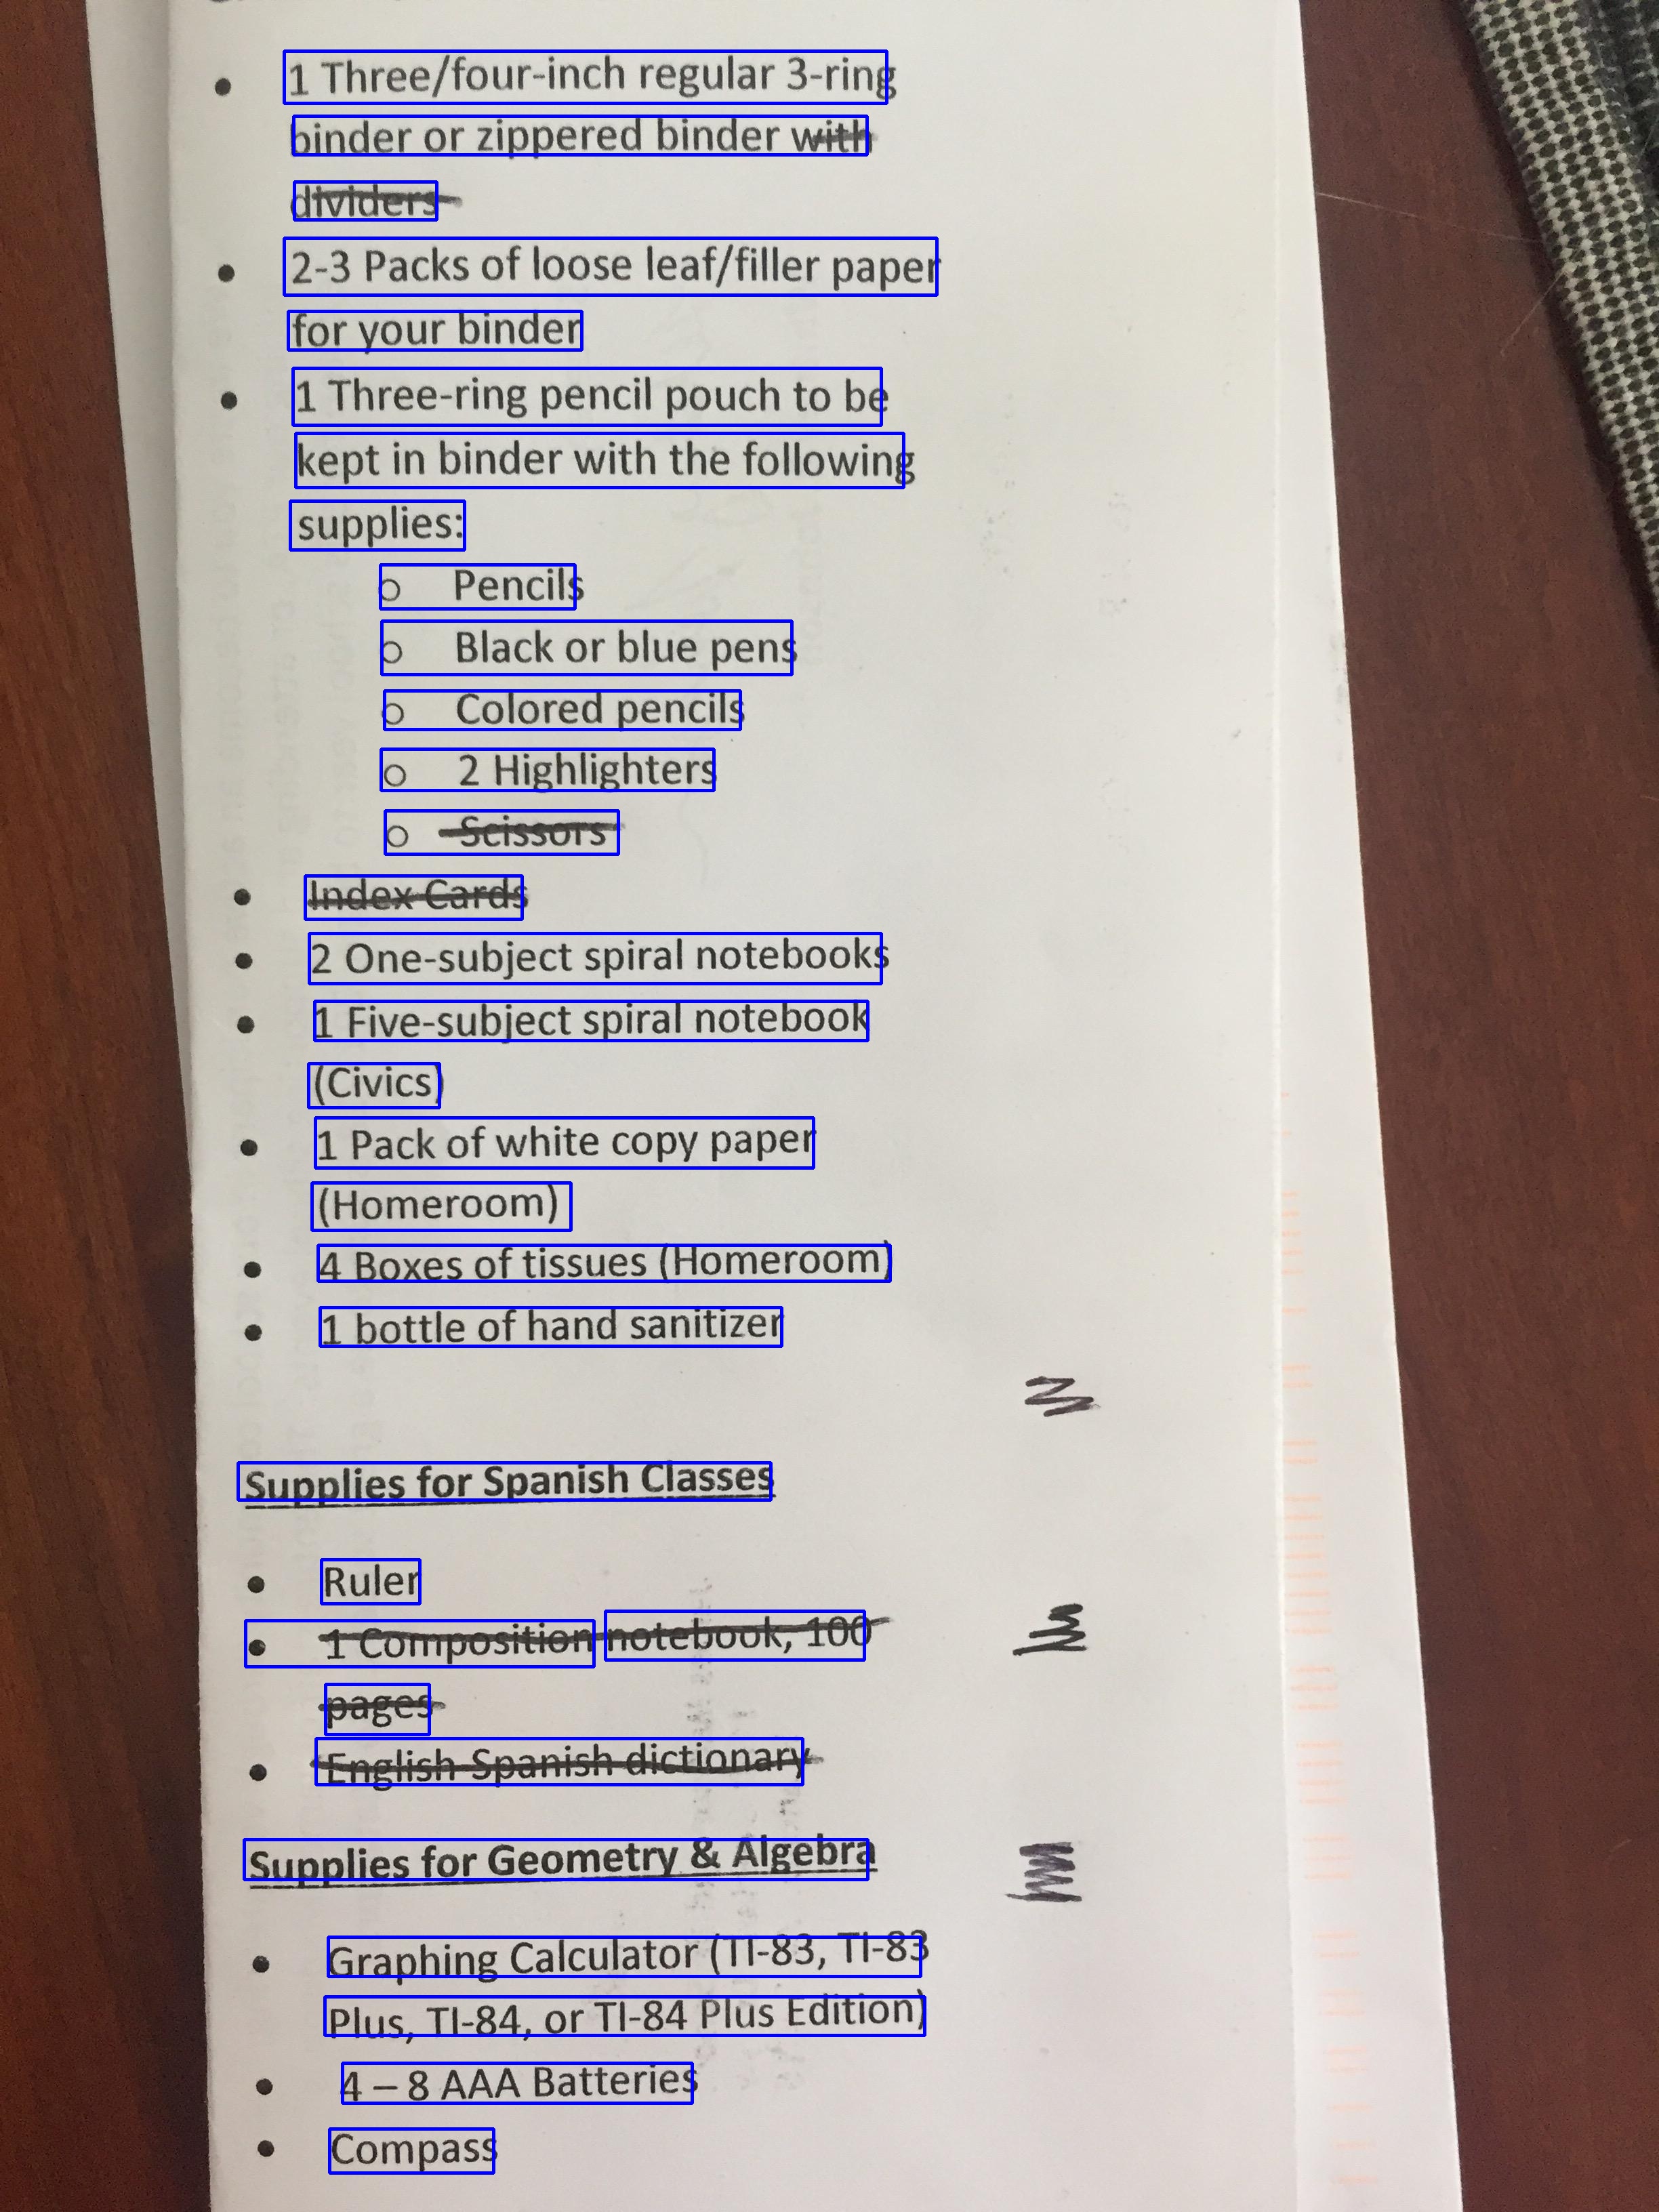 • 1 Three/four-inch regular 3-ring
binder or zippered binder with
dividers
• 2-3 Packs of loose leaf/filler paper
for your binder
• 1 Three-ring pencil pouch to be
kept in binder with the following
supplies:
○ Pencils
○ Black or blue pens
○ Colored pencils
○ 2 Highlighters
○ Scissors
• Index Cards
• 2 One-subject spiral notebooks
• 1 Five-subject spiral notebook
(Civics)
• 1 Pack of white copy paper
(Homeroom)
• 4 Boxes of tissues (Homeroom)
• 1 bottle of hand sanitizer
Supplies for Spanish Classes
• Ruler
• 1 Composition notebook, 100
pages
• English-Spanish dictionary
Supplies for Geometry & Algebra
• Graphing Calculator (TI-83, TI-83
Plus, TI-84, or TI-84 Plus Edition)
• 4 – 8 AAA Batteries
• Compass